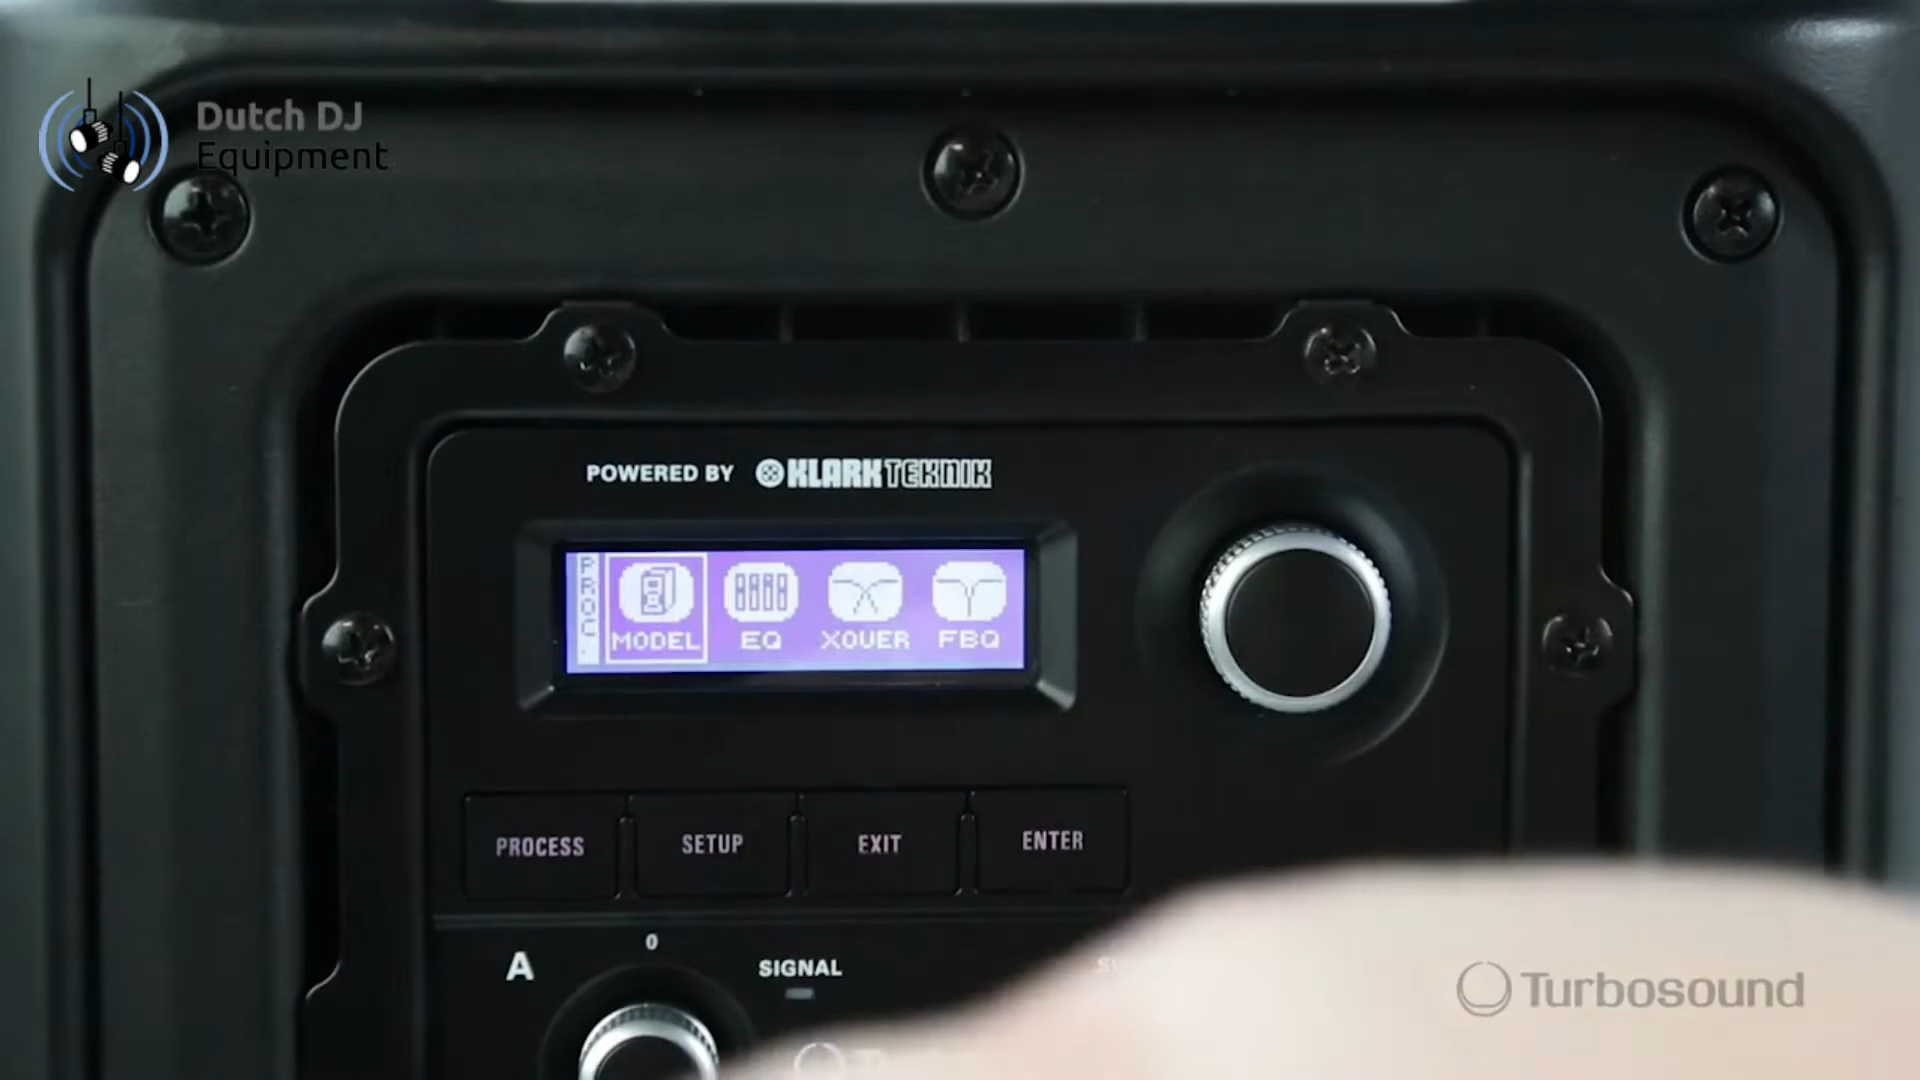 Dutch DJ
Equipment
POWERED BY KLARK TEKNIK
PROC.
MODEL EQ XOVER FBQ
PROCESS SETUP EXIT ENTER
A 0 SIGNAL
Turbosound